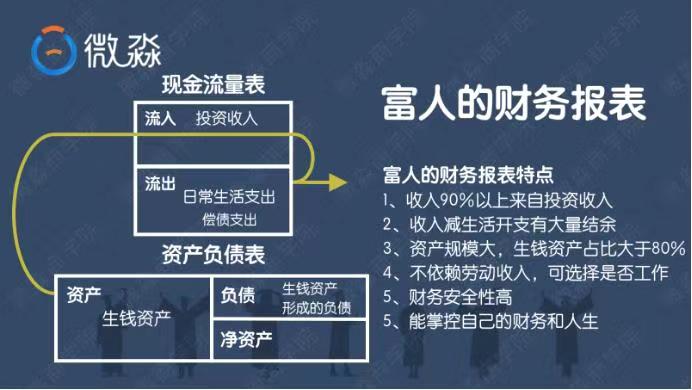 微淼
现金流量表
流入 投资收入
流出
日常生活支出
偿债支出
资产负债表
资产
生钱资产
负债
生钱资产
形成的负债
净资产
富人的财务报表
富人的财务报表特点
1、收入90%以上来自投资收入
2、收入减生活开支有大量结余
3、资产规模大，生钱资产占比大于80%
4、不依赖劳动收入，可选择是否工作
5、财务安全性高
5、能掌控自己的财务和人生